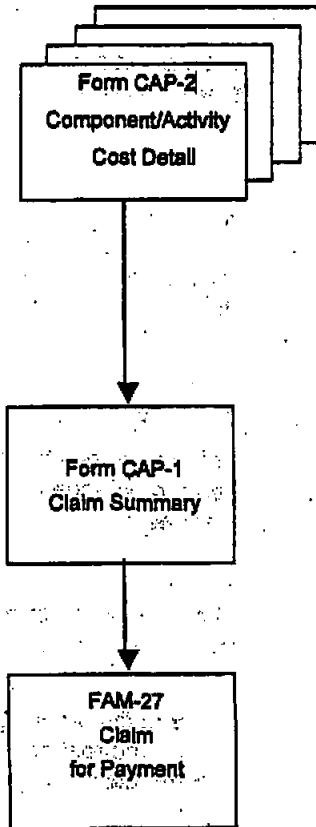 Form CAP-2
Component/Activity
Cost Detail
Form CAP-1
Claim Summary
FAM-27
Claim
for Payment